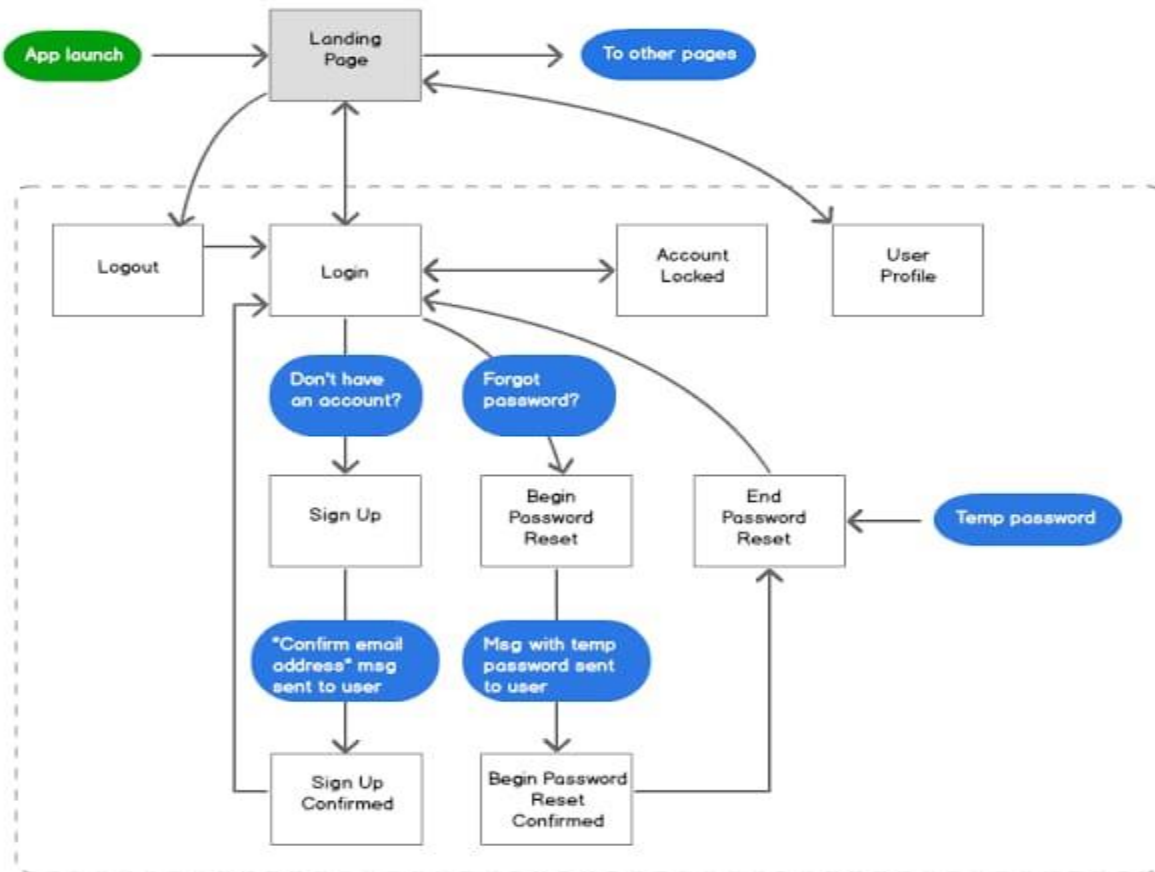 App launch
Landing
Page
To other pages
Logout
Login
Account
Locked
User
Profile
Don't have
an account?
Forgot
password?
Sign Up
Begin
Password
Reset
End
Password
Reset
Temp password
"Confirm email
address" msg
sent to user
Msg with temp
password sent
to user
Sign Up
Confirmed
Begin Password
Reset
Confirmed